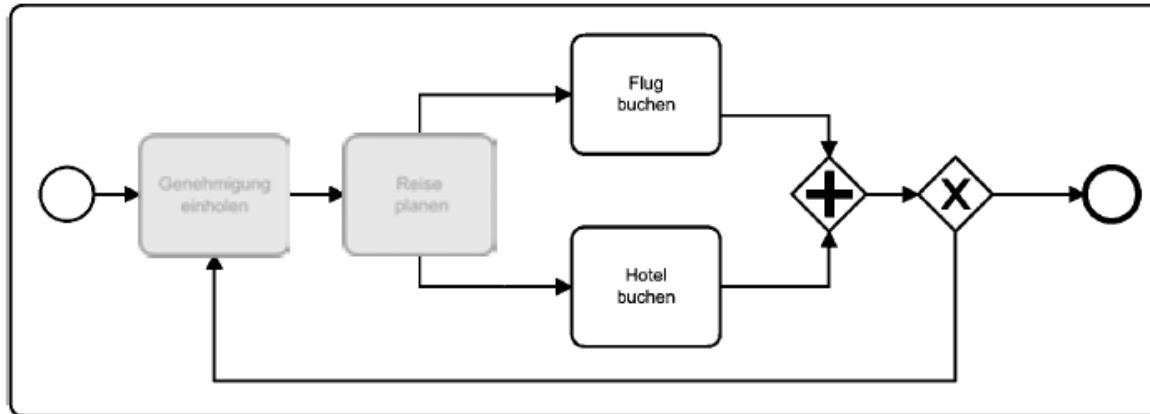 Genehmigung
einholen
Reise
planen
Flug
buchen
Hotel
buchen
X